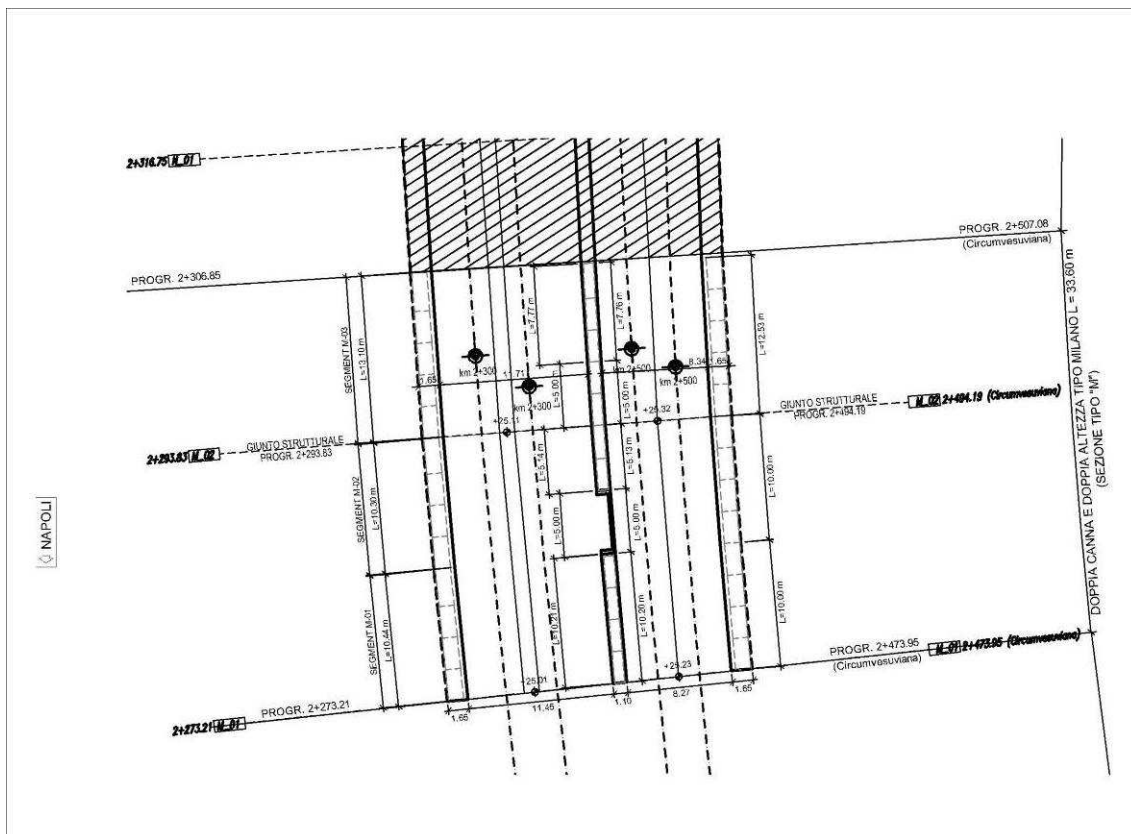 2+316.75 M_01
PROGR. 2+507.08
(Circumvesuviana)
PROGR. 2+306.85
DOPPIA CANNA E DOPPIA ALTEZZA TIPO MILANO L = 33.60 m
(SEZIONE TIPO "M")
SEGMENT M-03
L=13.10 m
L=7.77 m
L=7.76 m
L=12.53 m
1.65
km 2+300
11.71
km 2+300
L=5.00 m
km 2+500
L=5.00 m
8.34
1.65
km 2+500
+25.11
+25.32
GIUNTO STRUTTURALE
PROGR. 2+494.19
M_02 2+494.19 (Circumvesuviana)
2+293.83 M_02
GIUNTO STRUTTURALE
PROGR. 2+293.83
L=5.14 m
L=5.13 m
L=10.00 m
SEGMENT M-02
L=10.30 m
L=5.00 m
L=5.00 m
NAPOLI
SEGMENT M-01
L=10.44 m
L=10.21 m
L=10.20 m
L=10.00 m
PROGR. 2+473.95
(Circumvesuviana)
M_01 2+473.95 (Circumvesuviana)
2+273.21 M_01
PROGR. 2+273.21
+25.01
+25.23
1.65
11.45
1.10
8.27
1.65